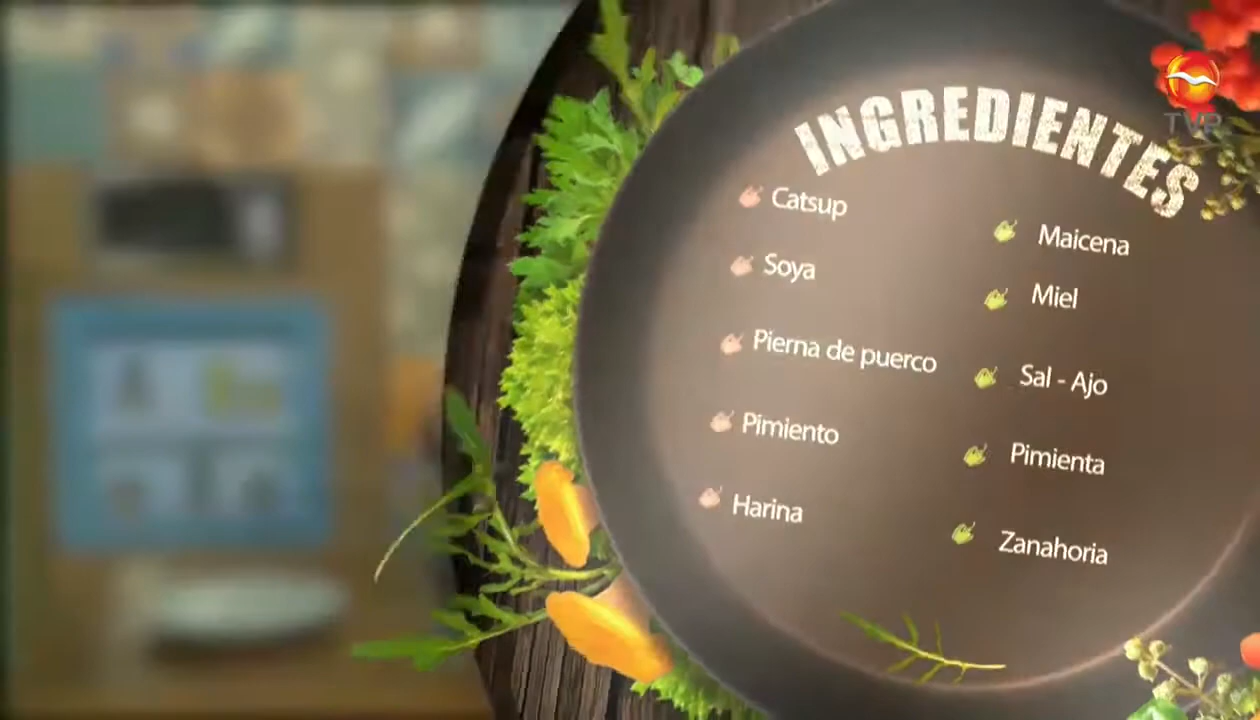 TVP
INGREDIENTES
Catsup
Soya
Pierna de puerco
Pimiento
Harina
Maicena
Miel
Sal - Ajo
Pimienta
Zanahoria